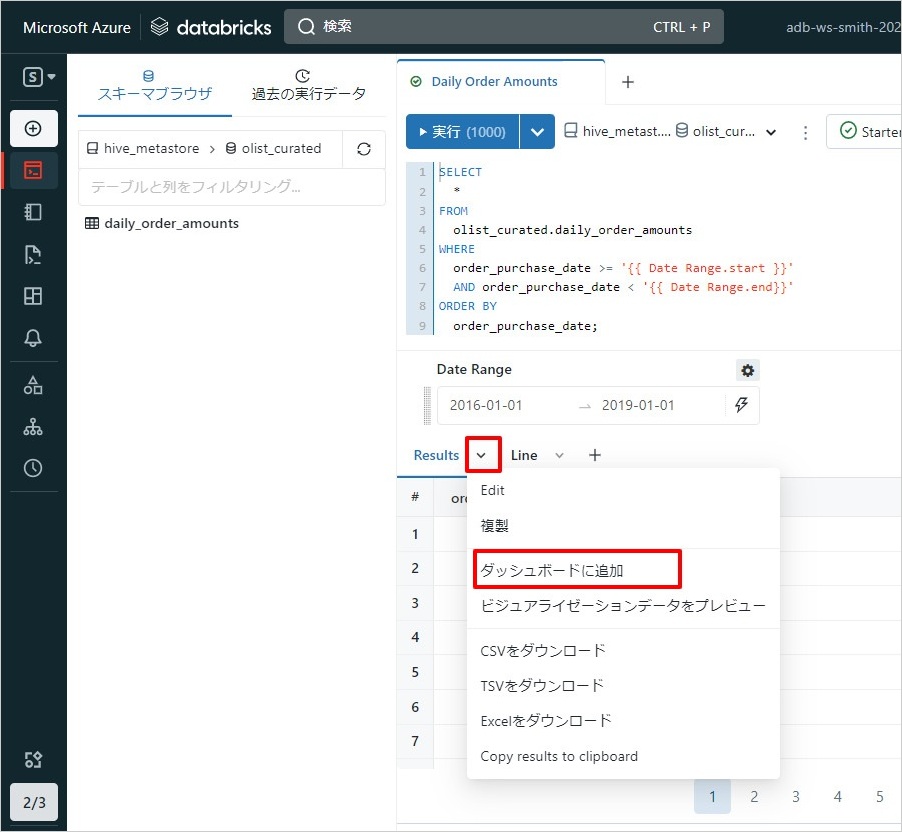 Microsoft Azure
databricks
検索
CTRL + P
adb-ws-smith-202
S
スキーマブラウザ
過去の実行データ
hive_metastore > olist_curated
テーブルと列をフィルタリング...
daily_order_amounts
2/3
Daily Order Amounts
実行 (1000)
hive_metast....
olist_cur...
Starter
1 SELECT
2 *
3 FROM
4 olist_curated.daily_order_amounts
5 WHERE
6 order_purchase_date >= '{{ Date Range.start }}'
7 AND order_purchase_date < '{{ Date Range.end}}'
8 ORDER BY
9 order_purchase_date;
Date Range
2016-01-01 → 2019-01-01
Results
Line
#
1
2
3
4
5
6
7
Edit
複製
ダッシュボードに追加
ビジュアライゼーションデータをプレビュー
CSVをダウンロード
TSVをダウンロード
Excelをダウンロード
Copy results to clipboard
1 2 3 4 5